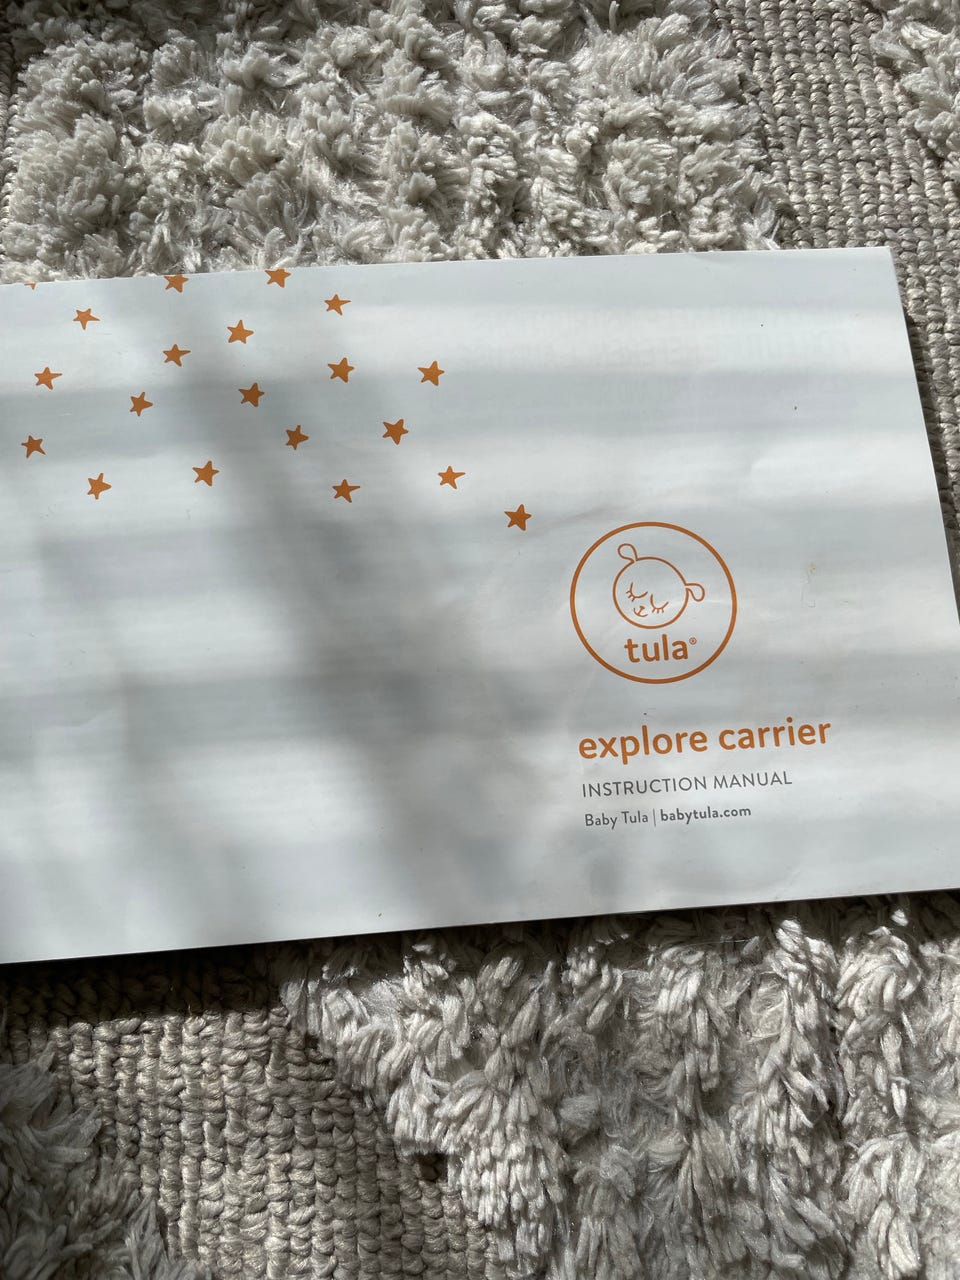 tula®
explore carrier
INSTRUCTION MANUAL
Baby Tula | babytula.com